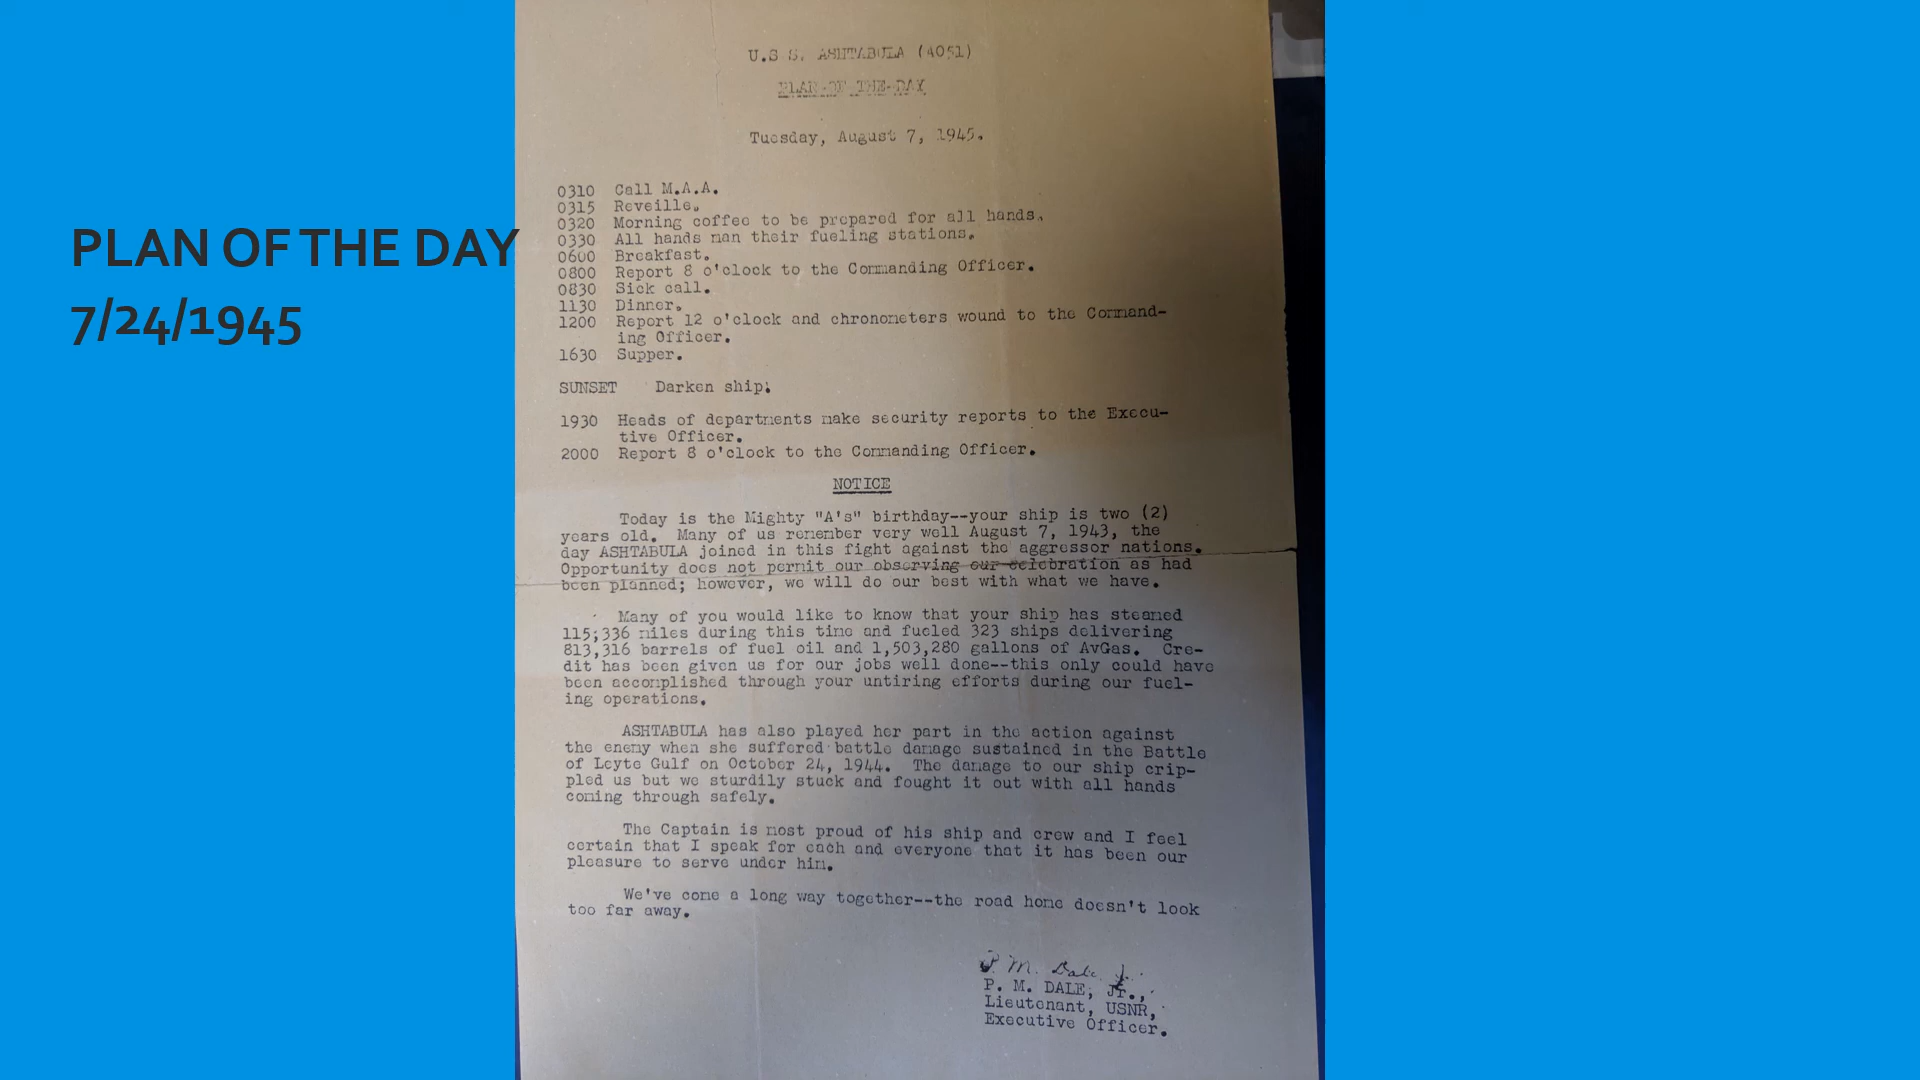 PLAN OF THE DAY
7/24/1945
U.S S. ASHTABULA (AO51)
PLAN-OF THE-DAY
Tuesday, August 7, 1945.
0310 Call M.A.A.
0315 Reveille.
0320 Morning coffee to be prepared for all hands.
0330 All hands man their fueling stations.
0600 Breakfast.
0800 Report 8 o'clock to the Commanding Officer.
0830 Sick call.
1130 Dinner.
1200 Report 12 o'clock and chronometers wound to the Command-
ing Officer.
1630 Supper.
SUNSET Darken ship.
1930 Heads of departments make security reports to the Execu-
tive Officer.
2000 Report 8 o'clock to the Commanding Officer.
NOTICE
Today is the Mighty "A's" birthday--your ship is two (2)
years old. Many of us remember very well August 7, 1943, the
day ASHTABULA joined in this fight against the aggressor nations.
Opportunity does not permit our observing our celebration as had
been planned; however, we will do our best with what we have.
Many of you would like to know that your ship has steamed
115;336 miles during this time and fueled 323 ships delivering
813,316 barrels of fuel oil and 1,503,280 gallons of AvGas. Cre-
dit has been given us for our jobs well done--this only could have
been accomplished through your untiring efforts during our fuel-
ing operations.
ASHTABULA has also played her part in the action against
the enemy when she suffered battle damage sustained in the Battle
of Leyte Gulf on October 24, 1944. The damage to our ship crip-
pled us but we sturdily stuck and fought it out with all hands
coming through safely.
The Captain is most proud of his ship and crew and I feel
certain that I speak for each and everyone that it has been our
pleasure to serve under him.
We've come a long way together--the road home doesn't look
too far away.
P. M. Dale Jr.
P. M. DALE, Jr.,
Lieutenant, USNR,
Executive Officer.